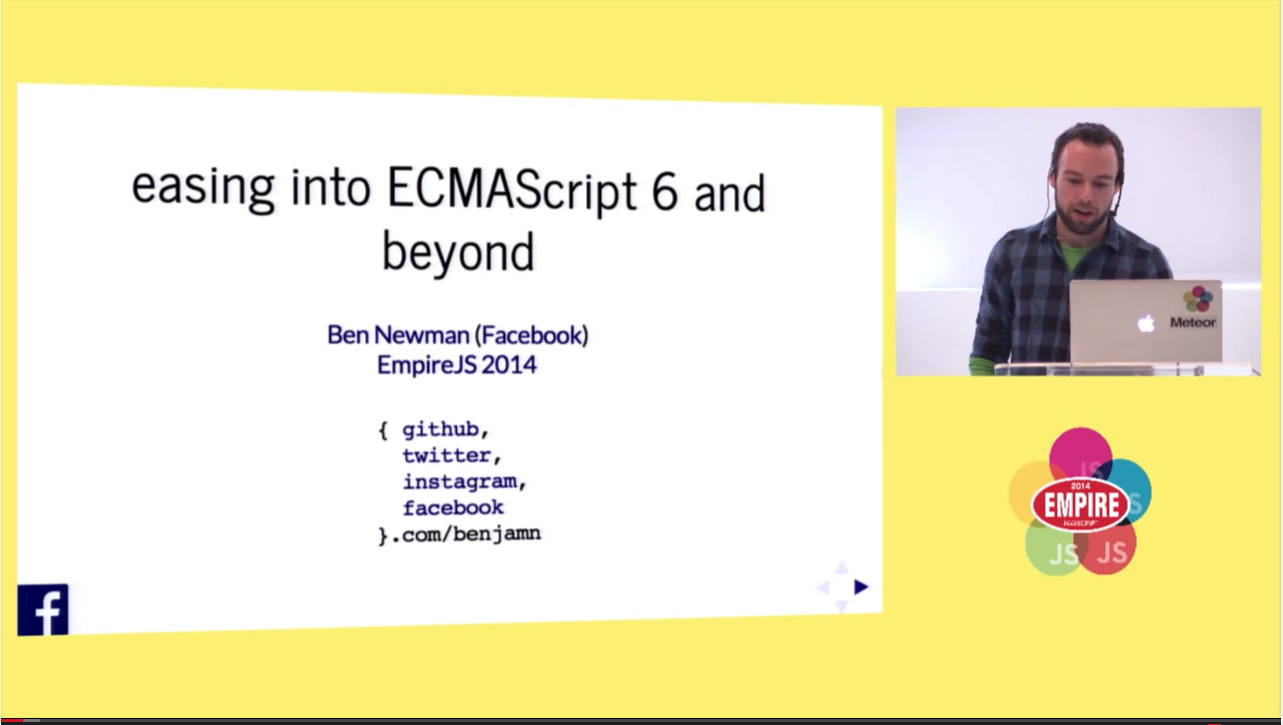 easing into ECMAScript 6 and
beyond
Ben Newman (Facebook)
EmpireJS 2014
{ github,
twitter,
instagram,
facebook
}.com/benjamn
f
Meteor
JS
2014
EMPIRE
JAVASCRIPT
S
JS
JS